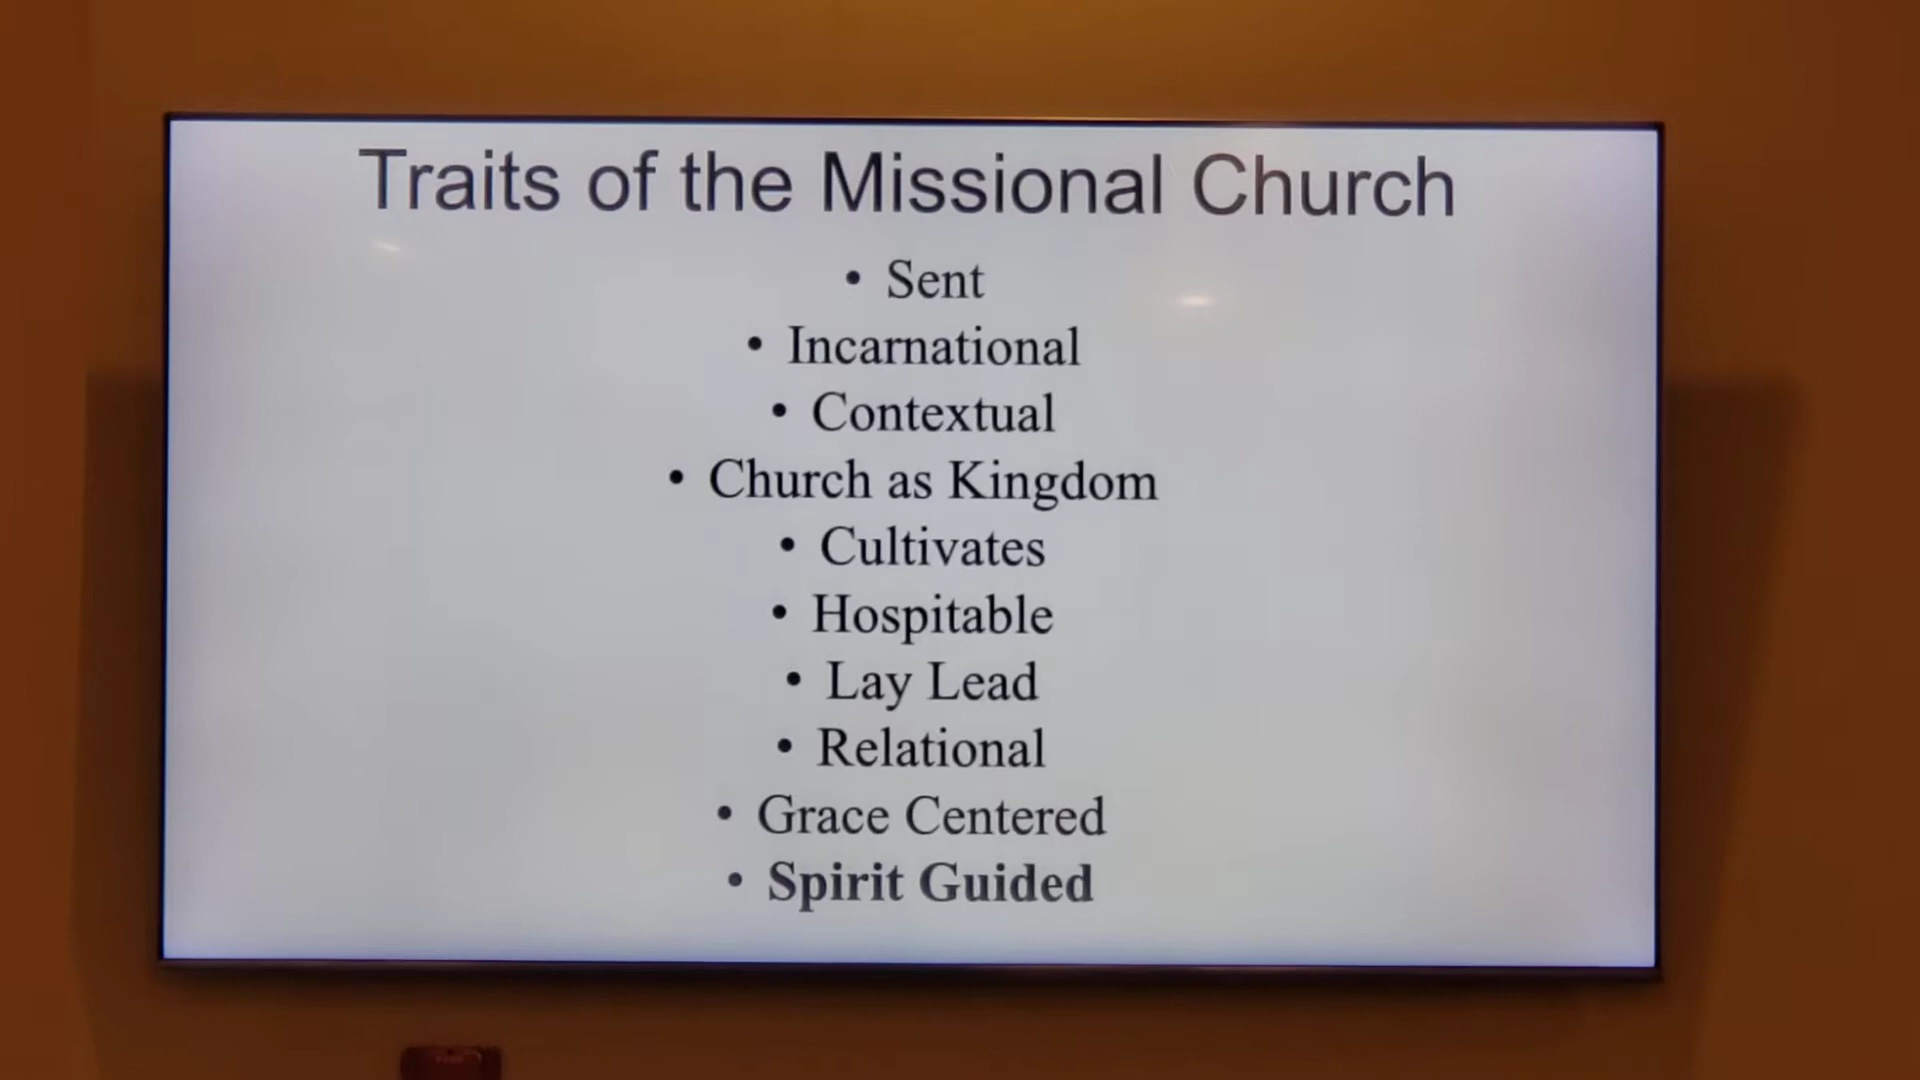 Traits of the Missional Church
• Sent
• Incarnational
• Contextual
• Church as Kingdom
• Cultivates
• Hospitable
• Lay Lead
• Relational
• Grace Centered
• Spirit Guided